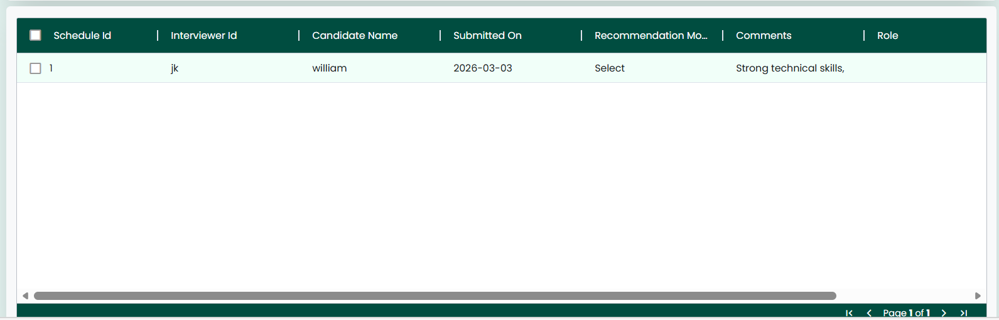 Schedule Id Interviewer Id Candidate Name Submitted On Recommendation Mo... Comments Role
1 jk william 2026-03-03 Select Strong technical skills,
Page 1 of 1